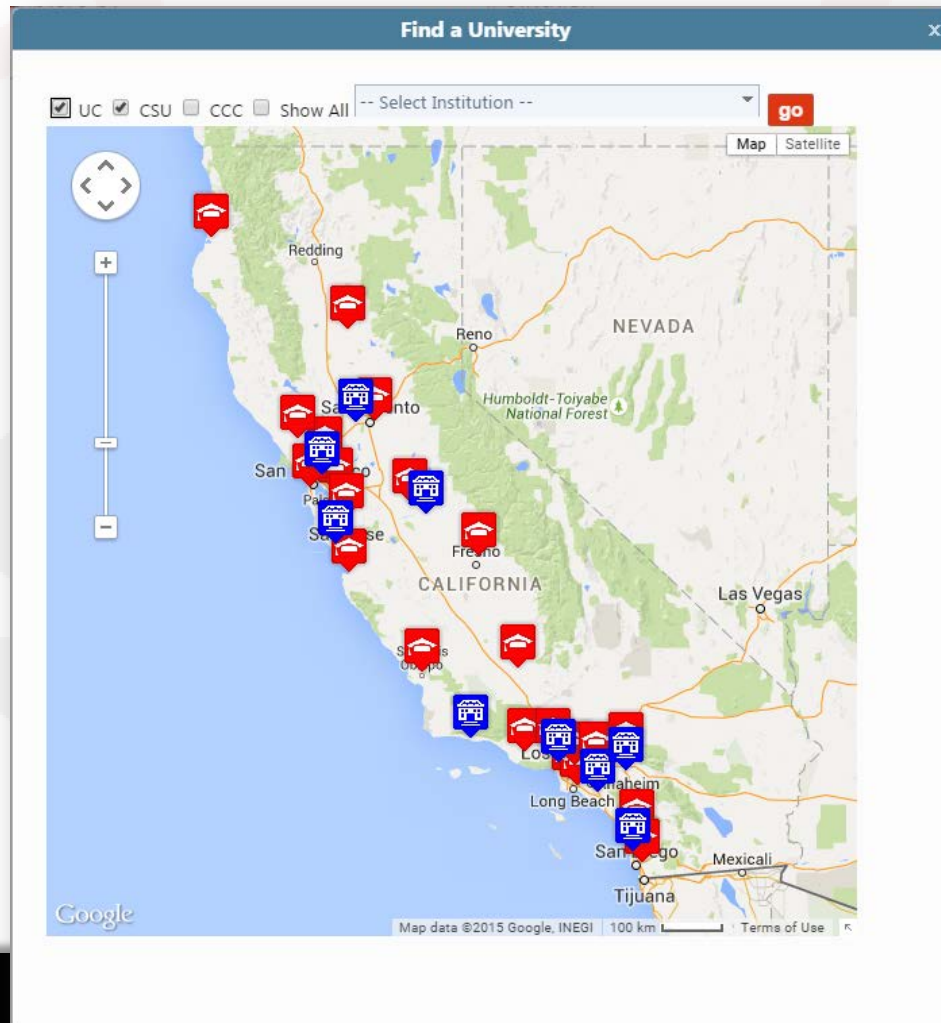 Find a University
x
UC CSU CCC Show All -- Select Institution -- go
Map Satellite
Redding
Reno
NEVADA
Humboldt-Toiyabe
National Forest
San
Fresno
CALIFORNIA
Las Vegas
Long Beach
Mexicali
Tijuana
Google
Map data ©2015 Google, INEGI 100 km Terms of Use